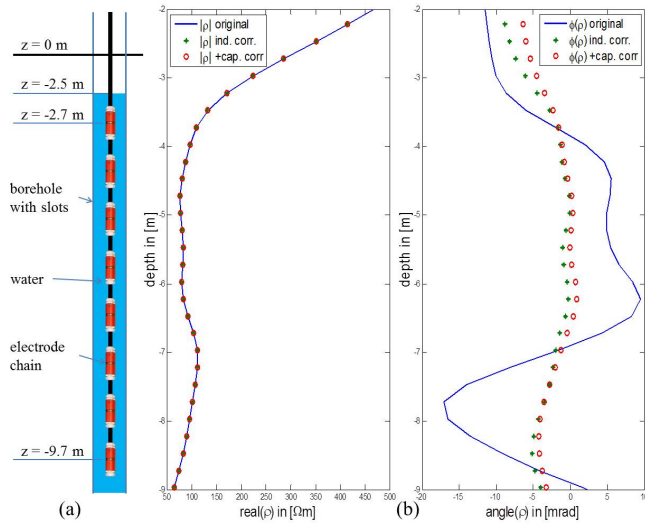 z = 0 m
z = -2.5 m
z = -2.7 m
borehole
with slots
water
electrode
chain
z = -9.7 m
(a)
-2
-3
-4
-5
-6
-7
-8
-9
depth in [m]
|ρ| original
|ρ| ind. corr.
|ρ| +cap. corr
50 100 150 200 250 300 350 400 450 500
real(ρ) in [Ωm]
(b)
-2
-3
-4
-5
-6
-7
-8
-9
depth in [m]
ϕ(ρ) original
ϕ(ρ) ind. corr.
ϕ(ρ) +cap. corr
-20 -15 -10 -5 0 5 10
angle(ρ) in [mrad]